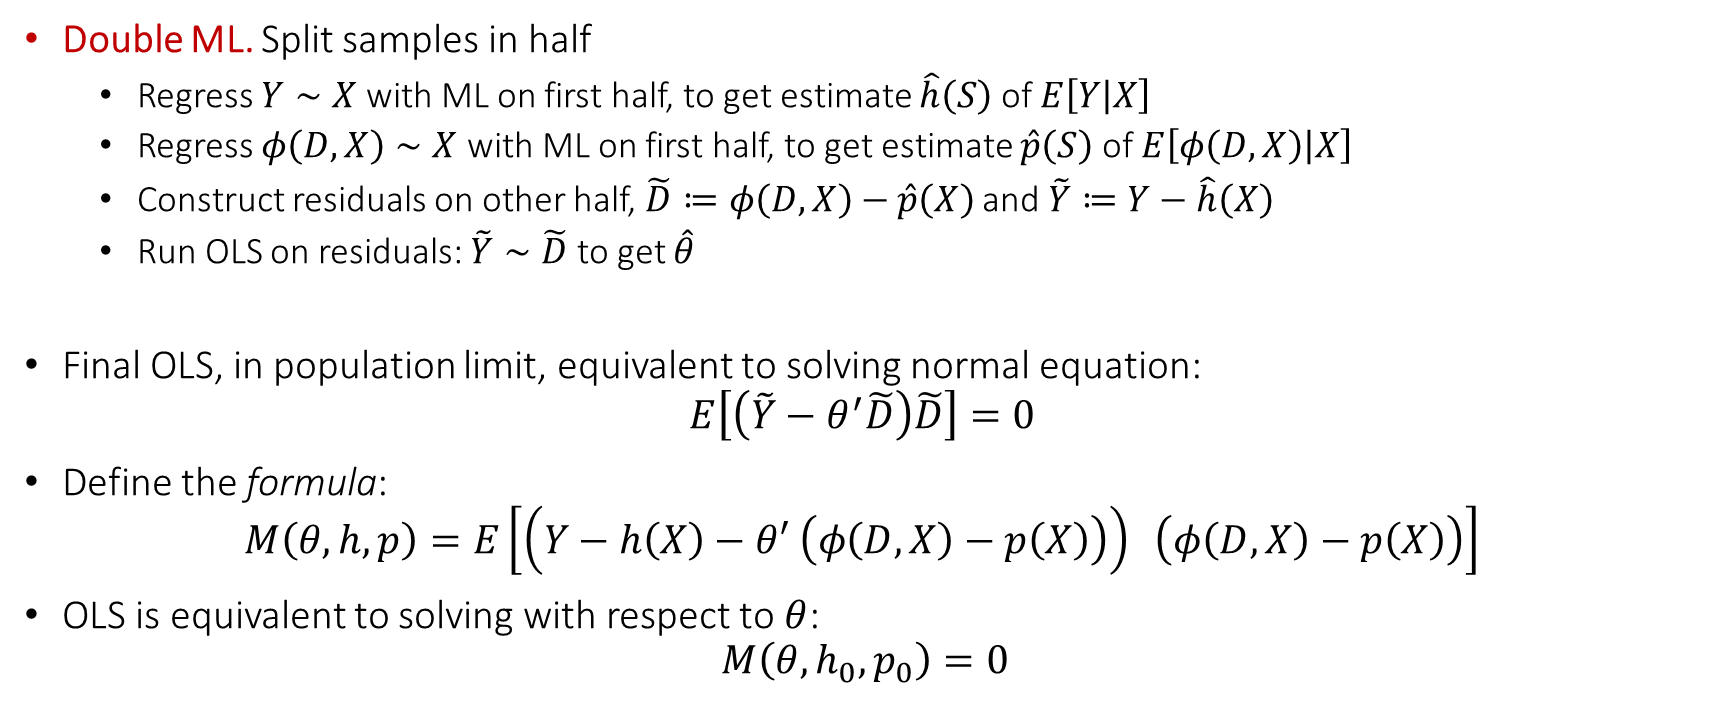 • Double ML. Split samples in half
• Regress Y ~ X with ML on first half, to get estimate ĥ(S) of E[Y|X]
• Regress ϕ(D, X) ~ X with ML on first half, to get estimate p̂(S) of E[ϕ(D, X)|X]
• Construct residuals on other half, D̃ ≔ ϕ(D, X) − p̂(X) and Ỹ ≔ Y − ĥ(X)
• Run OLS on residuals: Ỹ ~ D̃ to get θ̂
• Final OLS, in population limit, equivalent to solving normal equation:
E[(Ỹ − θ′D̃)D̃] = 0
• Define the formula:
M(θ, h, p) = E[(Y − h(X) − θ′(ϕ(D, X) − p(X))) (ϕ(D, X) − p(X))]
• OLS is equivalent to solving with respect to θ:
M(θ, h₀, p₀) = 0